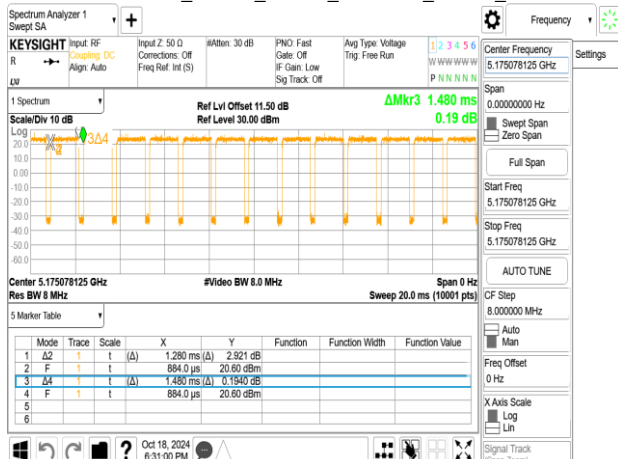 Spectrum Analyzer 1
Swept SA
+
Frequency
KEYSIGHT Input: RF Input Z: 50 Ω #Atten: 30 dB PNO: Fast Avg Type: Voltage 1 2 3 4 5 6
R Coupling: DC Corrections: Off Gate: Off Trig: Free Run W W W W W W
Align: Auto Freq Ref: Int (S) IF Gain: Low
Sig Track: Off P N N N N N
LXI
Center Frequency
5.175078125 GHz
Settings
Span
0.00000000 Hz
Swept Span
Zero Span
Full Span
Start Freq
5.175078125 GHz
Stop Freq
5.175078125 GHz
AUTO TUNE
CF Step
8.000000 MHz
Auto
Man
Freq Offset
0 Hz
X Axis Scale
Log
Lin
Signal Track
1 Spectrum
Ref Lvl Offset 11.50 dB ΔMkr3 1.480 ms
Scale/Div 10 dB Ref Level 30.00 dBm 0.19 dB
Log
3Δ4
20.0
10.0
0.00
-10.0
-20.0
-30.0
-40.0
-50.0
-60.0
Center 5.175078125 GHz #Video BW 8.0 MHz Span 0 Hz
Res BW 8 MHz Sweep 20.0 ms (10001 pts)
5 Marker Table
Mode Trace Scale X Y Function Function Width Function Value
1 Δ2 1 t (Δ) 1.280 ms (Δ) 2.921 dB
2 F 1 t 884.0 µs 20.60 dBm
3 Δ4 1 t (Δ) 1.480 ms (Δ) 0.1940 dB
4 F 1 t 884.0 µs 20.60 dBm
5
6
? Oct 18, 2024
6:31:00 PM